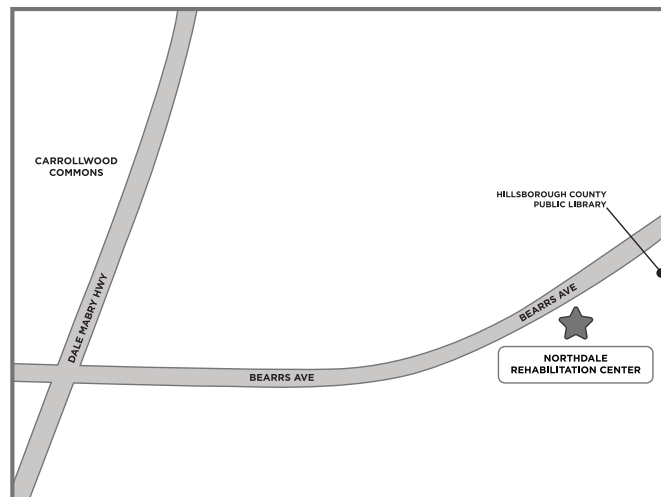 CARROLLWOOD
COMMONS
HILLSBOROUGH COUNTY
PUBLIC LIBRARY
DALE MABRY HWY
BEARRS AVE
BEARRS AVE
NORTHDALE
REHABILITATION CENTER